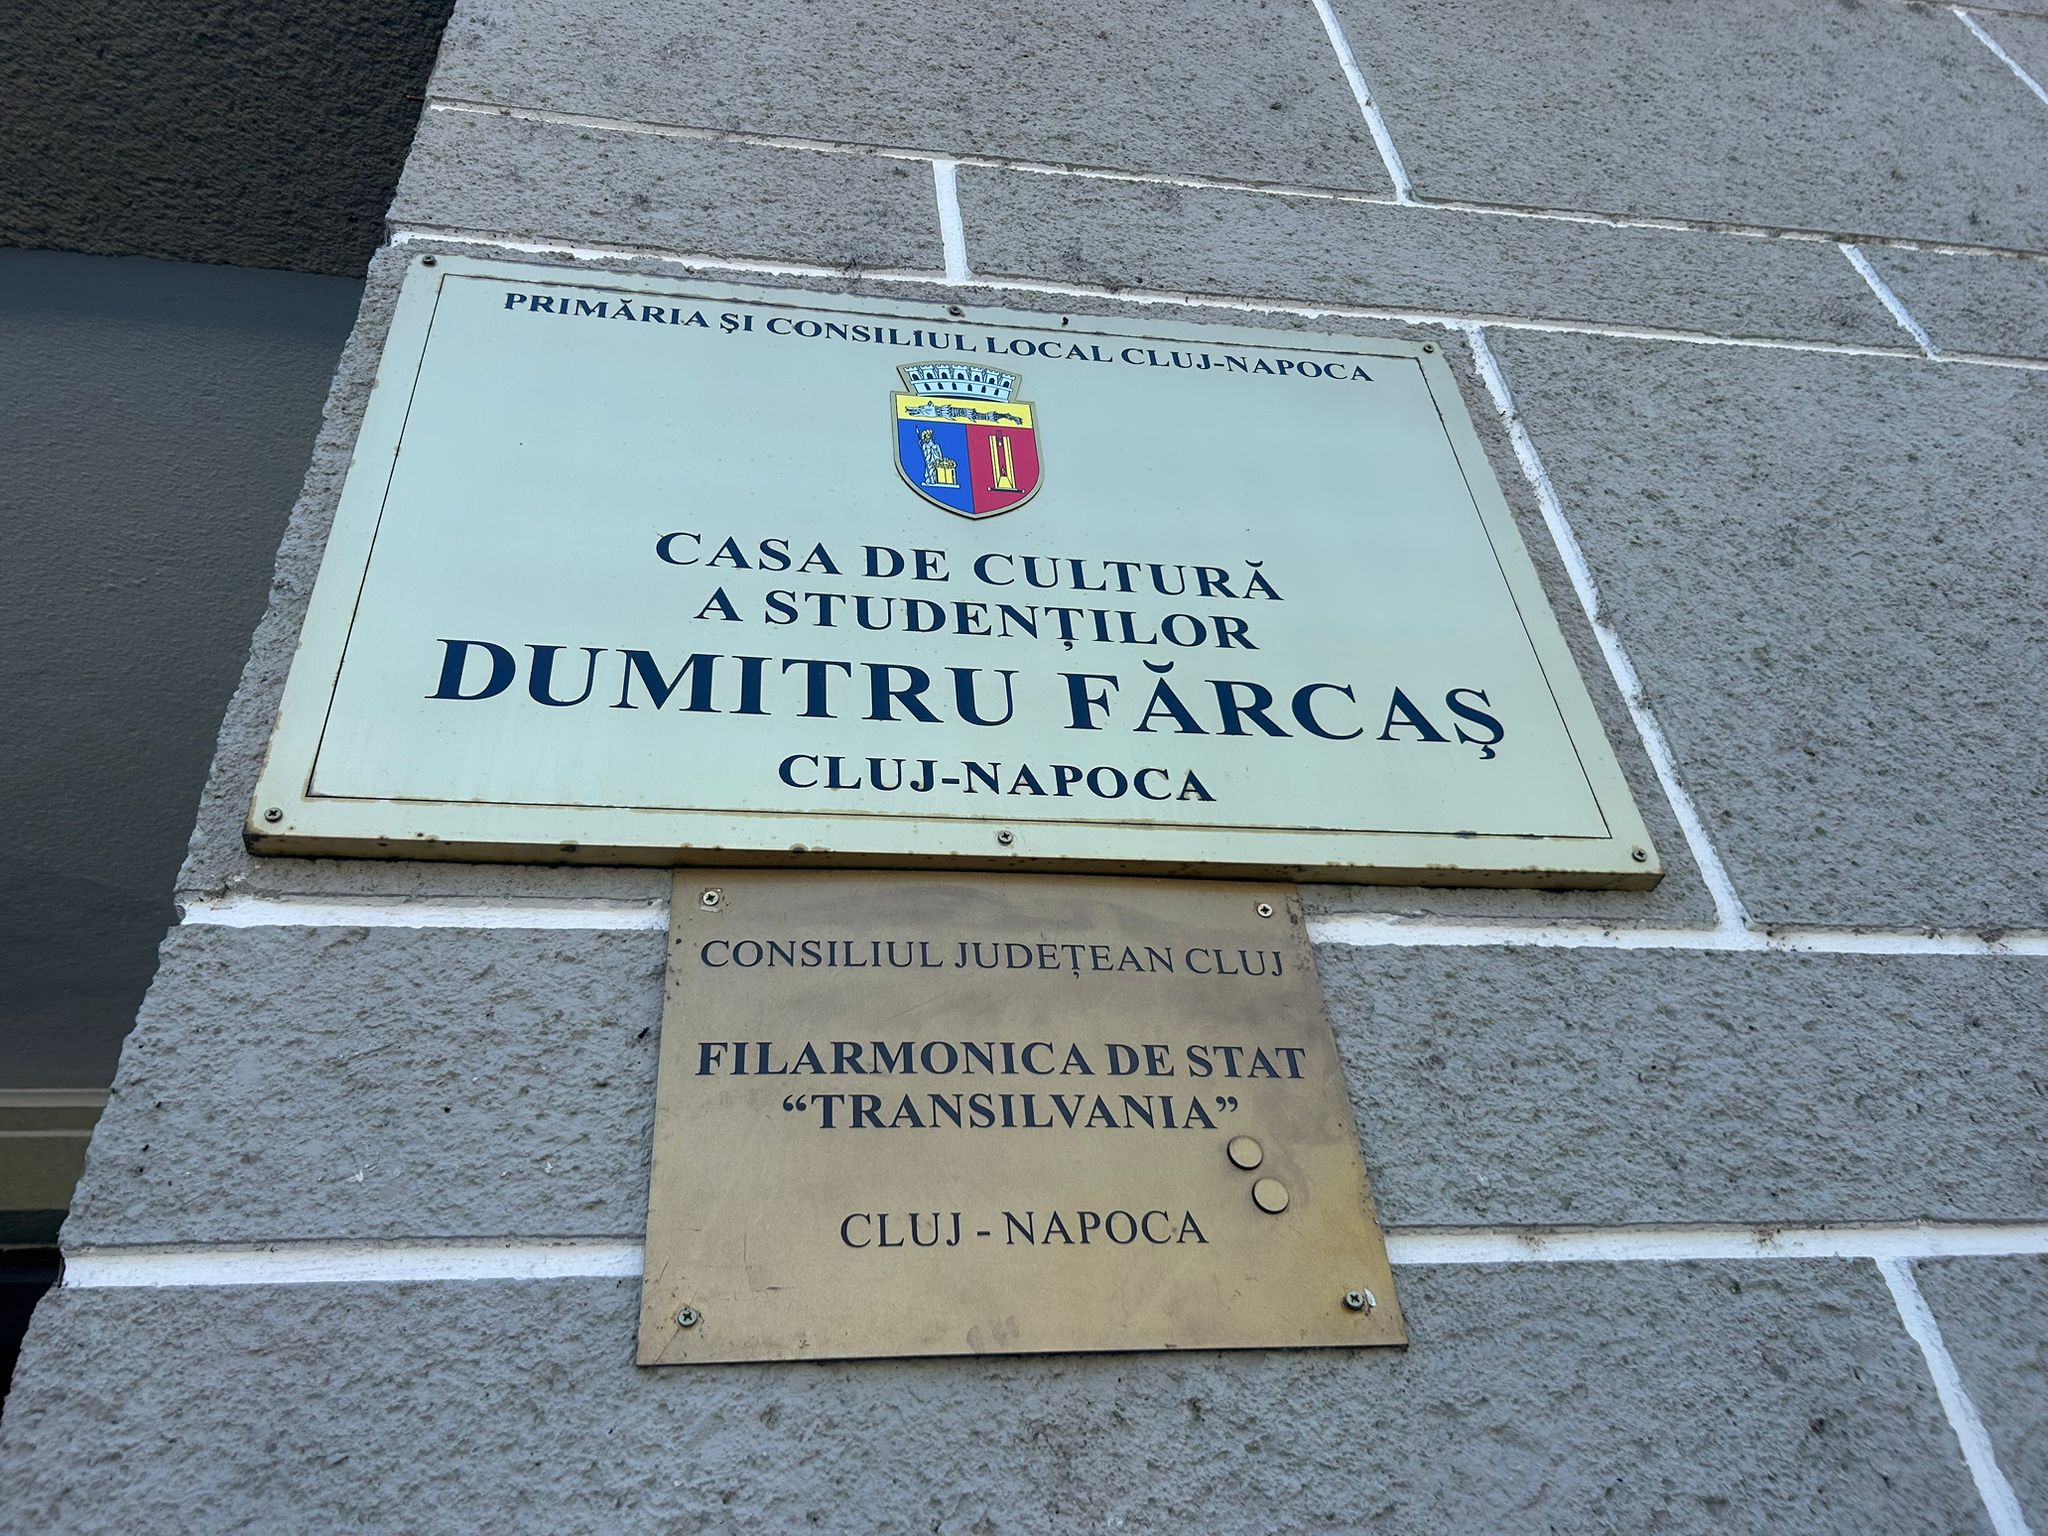 PRIMĂRIA ŞI CONSILIUL LOCAL CLUJ-NAPOCA
CASA DE CULTURĂ
A STUDENȚILOR
DUMITRU FĂRCAŞ
CLUJ-NAPOCA
CONSILIUL JUDEȚEAN CLUJ
FILARMONICA DE STAT
“TRANSILVANIA”
CLUJ - NAPOCA